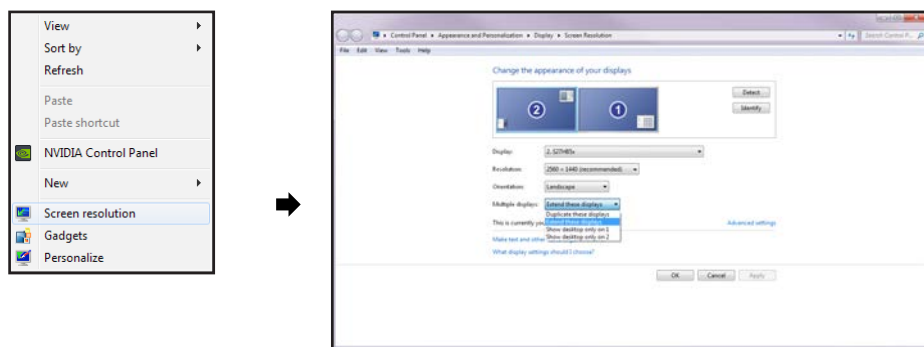 View
Sort by
Refresh
Paste
Paste shortcut
NVIDIA Control Panel
New
Screen resolution
Gadgets
Personalize
Control Panel Appearance and Personalization Display Screen Resolution
Search Control P...
File Edit View Tools Help
Change the appearance of your displays
2
1
Detect
Identify
Display:
Resolution: 2560 × 1440 (recommended)
Orientation: Landscape
Multiple displays: Extend these displays
Duplicate these displays
This is currently yo
Extend these displays
Advanced settings
Show desktop only on 1
Make text and other
Show desktop only on 2
What display settings should I choose?
OK Cancel Apply